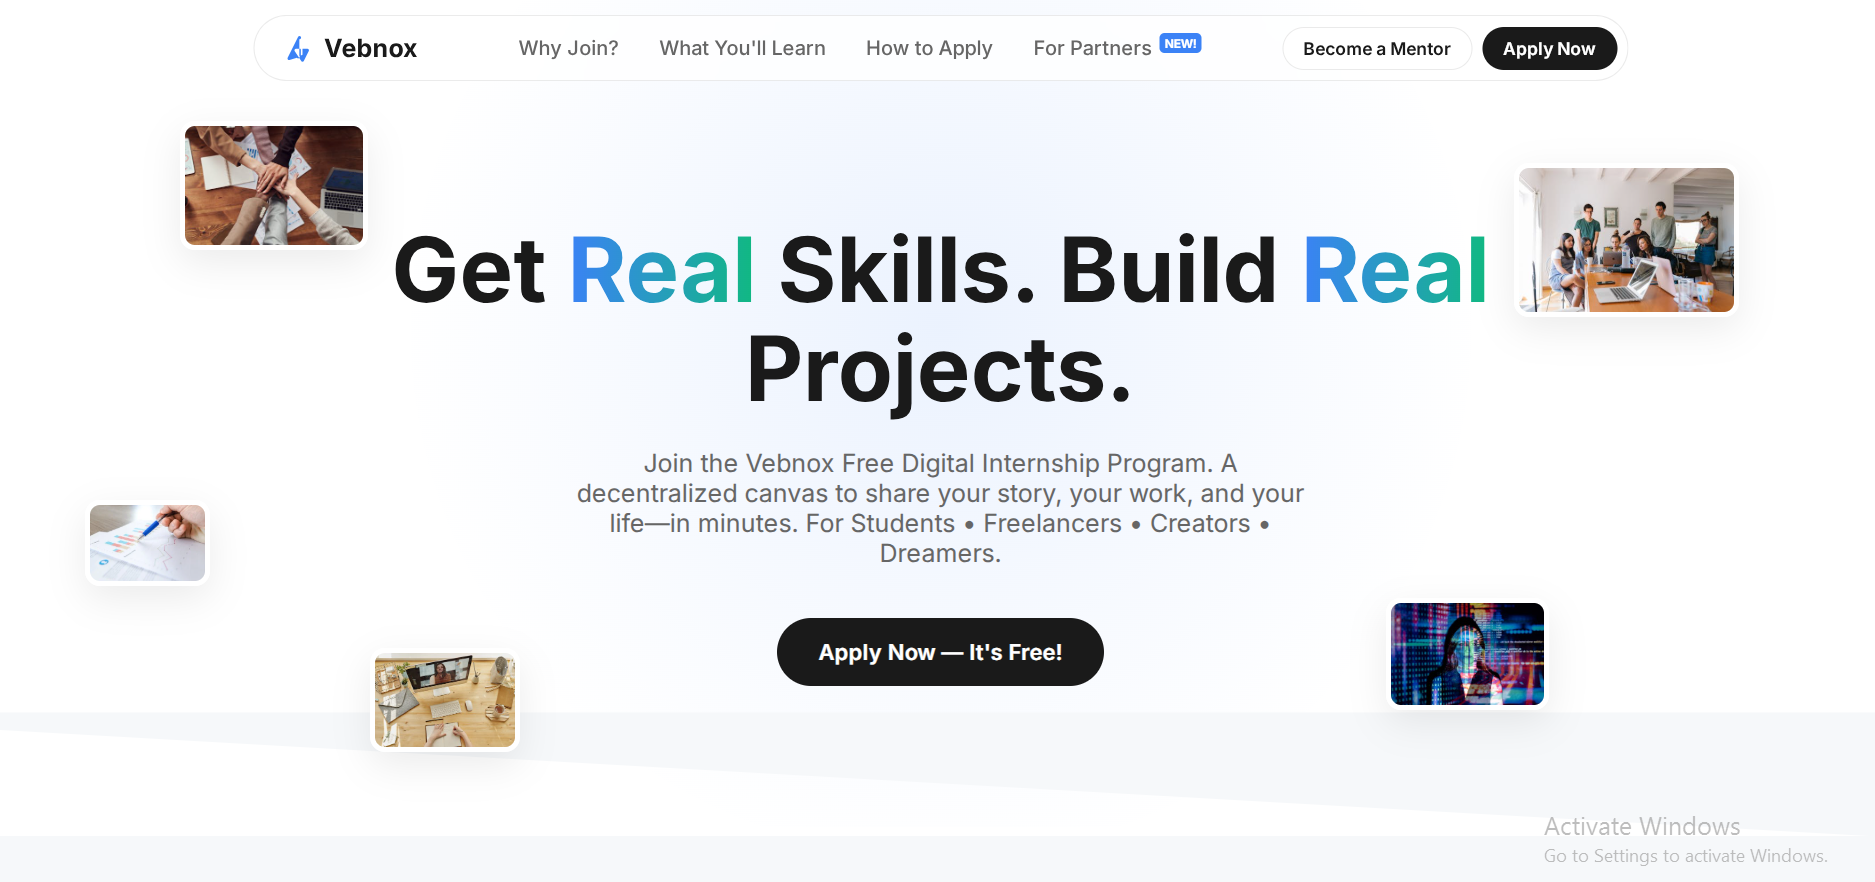 Vebnox
Why Join?
What You'll Learn
How to Apply
For Partners NEW!
Become a Mentor
Apply Now
Get Real Skills. Build Real
Projects.
Join the Vebnox Free Digital Internship Program. A
decentralized canvas to share your story, your work, and your
life—in minutes. For Students • Freelancers • Creators •
Dreamers.
Apply Now — It's Free!
Activate Windows
Go to Settings to activate Windows.